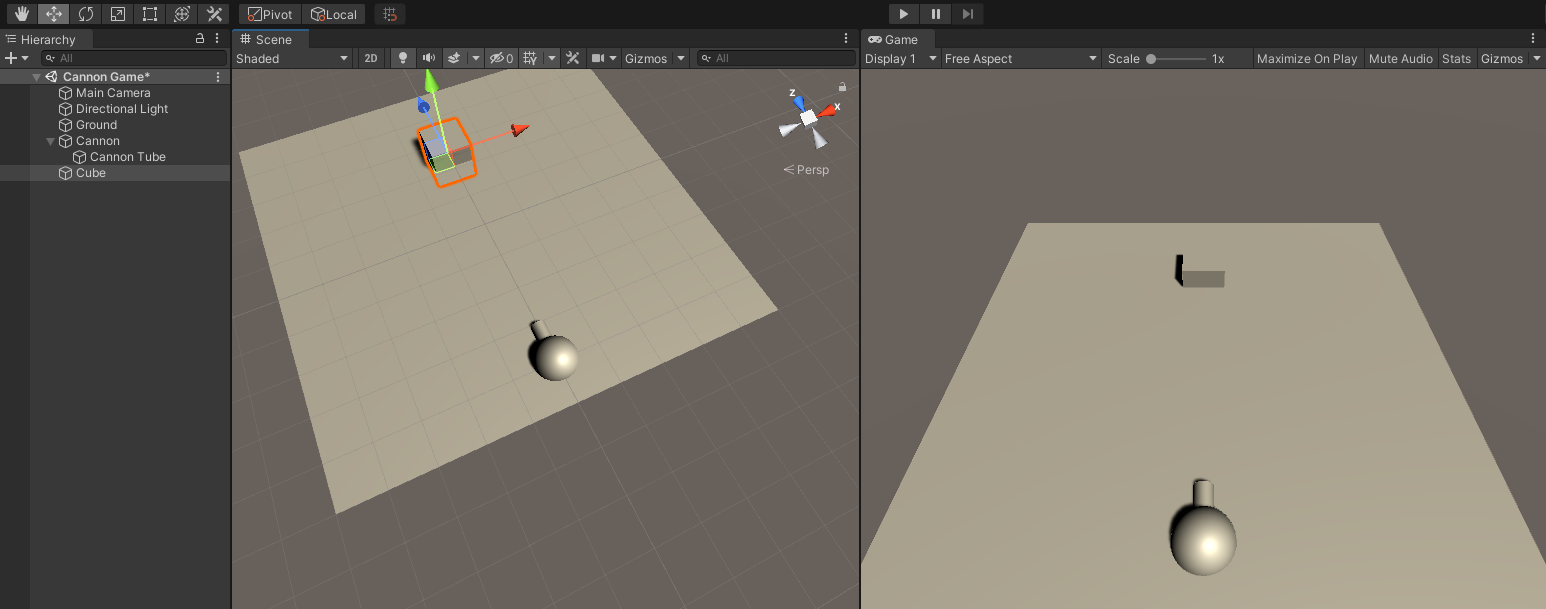 Pivot Local
Hierarchy
All
Cannon Game*
Main Camera
Directional Light
Ground
Cannon
Cannon Tube
Cube
Scene
Shaded 2D 0 Gizmos All
z
x
Persp
Game
Display 1 Free Aspect Scale 1x Maximize On Play Mute Audio Stats Gizmos